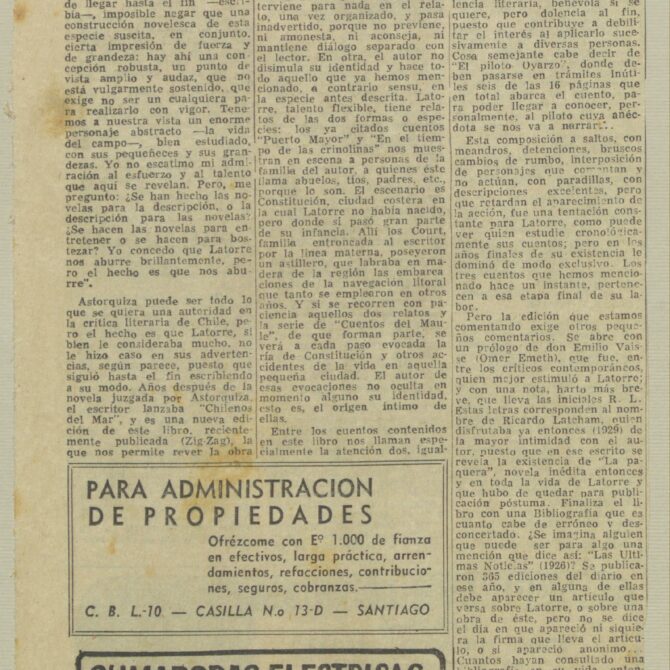 de llegar hasta el fin —escri-
bia—, imposible negar que una
construcción novelesca de esta
especie suscita, en conjunto,
cierta impresión de fuerza y
de grandeza: hay ahí una con-
cepción robusta, un punto de
vista amplio y audaz, que no
está vulgarmente sostenido, que
exige no ser un cualquiera pa-
ra realizarlo con vigor. Tene-
mos a nuestra vista un enorme
personaje abstracto —la vida
del campo—, bien estudiado,
con sus pequeñeces y sus gran-
dezas. Yo no escatimo mi admi-
ración al esfuerzo y al talento
que aquí se revelan. Pero, me
pregunto: ¿Se han hecho las no-
velas para la descripción, o la
descripción para las novelas?
¿Se hacen las novelas para en-
tretener o se hacen para bos-
tezar? Yo concedo que Latorre
nos aburre brillantemente, pe-
ro el hecho es que nos abu-
rre".
Astorquiza puede ser todo lo
que se quiera una autoridad en
la crítica literaria de Chile, pe-
ro el hecho es que Latorre, si
bien le consideraba mucho, no
le hizo caso en sus adverten-
cias, según parece, puesto que
siguió hasta el fin escribiendo
a su modo. Años después de la
novela juzgada por Astorquiza,
el escritor lanzaba "Chilenos
del Mar", y es una nueva edi-
ción de este libro, reciente-
mente publicada (Zig-Zag), la
que nos permite rever la obra
terviene para nada en el rela-
to, una vez organizado, y pasa
inadvertido, porque no previene,
ni amonesta, ni aconseja, ni
mantiene diálogo separado con
el lector. En otra, el autor no
disimula su identidad y hace to-
do aquello que ya hemos men-
cionado, a contrario sensu, en
la especie antes descrita. Lato-
rre, talento flexible, tiene rela-
tos de las dos formas o espe-
cies: los ya citados cuentos
"Puerto Mayor" y "En el tiem-
po de las crinolinas" nos mues-
tran en escena a personas de la
familia del autor, a quienes este
llama abuelos, tíos, padres, etc.,
porque lo son. El escenario es
Constitución, ciudad costera en
la cual Latorre no había nacido,
pero donde sí pasó gran parte
de su infancia. Allí los Court,
familia entroncada al escritor
por la línea materna, poseyeron
un astillero, que labraba en ma-
dera de la región las embarca
ciones de la navegación litoral
que tanto se emplearon en otros
años. Y si se recorren con pa-
ciencia aquellos dos relatos y
la serie de "Cuentos del Mau-
le", de que forman parte, se
verá a cada paso evocada la
ría de Constitución y otros ac-
cidentes de la vida en aquella
pequeña ciudad. El autor de
esas evocaciones no oculta en
momento alguno su identidad,
esto es, el origen íntimo de
ellas.
Entre los cuentos contenidos
en este libro nos llaman espe-
cialmente la atención dos, igual-
lencia literaria, benévola si se
quiere, pero dolencia al fin,
puesto que contribuye a debili-
tar el interés al aplicarlo suce-
sivamente a diversas personas.
Cosa semejante cabe decir de
"El piloto Oyarzo", donde de-
ben pasarse en trámites inúti-
les seis de las 16 páginas que
en total abarca el cuento, pa-
ra poder llegar a conocer, per-
sonalmente, al piloto cuya anéc-
dota se nos va a narrar...
Esta composición a saltos, con
meandros, detenciones, bruscos
cambios de rumbo, interposición
de personajes que comentan y
no actúan, con paradillas, con
descripciones excelentes, pero
que retardan el aparecimiento de
la acción, fue una tentación cons-
tante para Latorre, como puede
ver quien estudie cronológica-
mente sus cuentos; pero en los
años finales de su existencia le
dominó de modo exclusivo. Los
tres cuentos que hemos mencio-
nado hace un instante, pertene-
cen a esa etapa final de su la-
bor.
Pero la edición que estamos
comentando exige otros peque-
ños comentarios. Se abre con
un prólogo de don Emilio Vais-
se (Omer Emeth), que fue, en-
tre los críticos contemporáneos,
quien mejor estimuló a Latorre;
y con una nota, harto más bre-
ve, que lleva las iniciales R. L.
Estas letras corresponden al nom-
bre de Ricardo Latcham, quien
disfrutaba ya entonces (1929) de
la mayor intimidad con el au-
tor, puesto que en ese escrito se
revela la existencia de "La pa-
quera", novela inédita entonces
y en toda la vida de Latorre y
que hubo de quedar para publi-
cación póstuma. Finaliza el li-
bro con una Bibliografía que es
cuanto cabe de erróneo y des-
concertado. ¿Se imagina alguien
que puede ser para algo una
mención que dice así: "Las Ulti-
mas Noticias" (1926)? Se publica-
ron 365 ediciones del diario en
ese año, y en alguna de ellas
debe aparecer un artículo que
versa sobre Latorre, o sobre una
obra de éste, pero no se dice
el día en que apareció ni siquie-
ra la firma que lleva el artícu-
lo, o si apareció anónimo...
Cuantos hayan consultado una
PARA ADMINISTRACION
DE PROPIEDADES
Ofrézcome con Eº 1.000 de fianza
en efectivos, larga práctica, arren-
damientos, refacciones, contribucio-
nes, seguros, cobranzas.
C. B. L.-10 — CASILLA N.o 13-D — SANTIAGO
SUMADORAS ELECTRICAS